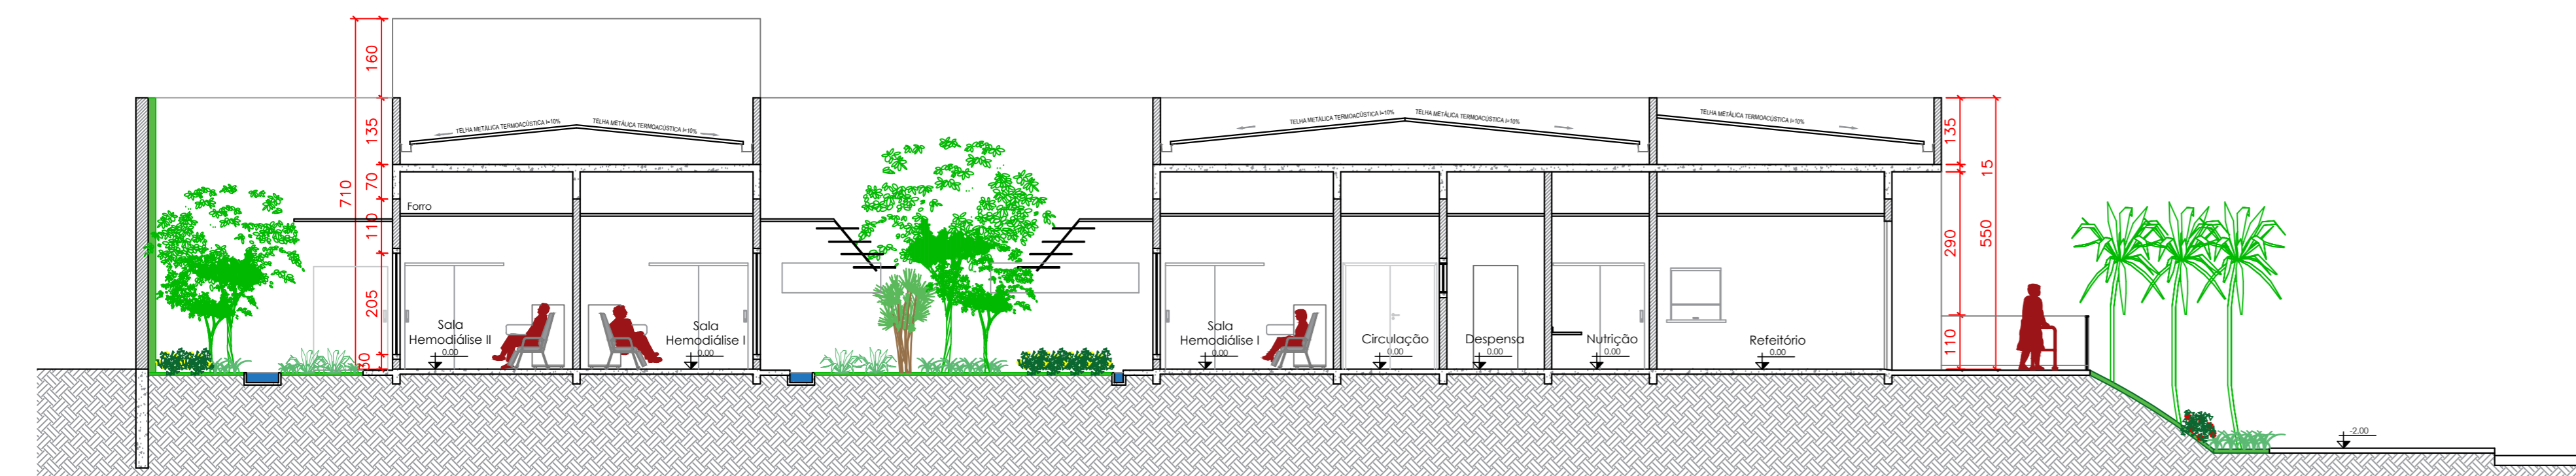 160
135
710
70
110
205
30
TELHA METÁLICA TERMOACÚSTICA I=10%
TELHA METÁLICA TERMOACÚSTICA I=10%
TELHA METÁLICA TERMOACÚSTICA I=10%
TELHA METÁLICA TERMOACÚSTICA I=10%
TELHA METÁLICA TERMOACÚSTICA I=10%
135
15
290
550
110
Forro
Sala
Hemodiálise II
0.00
Sala
Hemodiálise I
0.00
Sala
Hemodiálise I
0.00
Circulação
0.00
Despensa
0.00
Nutrição
0.00
Refeitório
0.00
-2.00